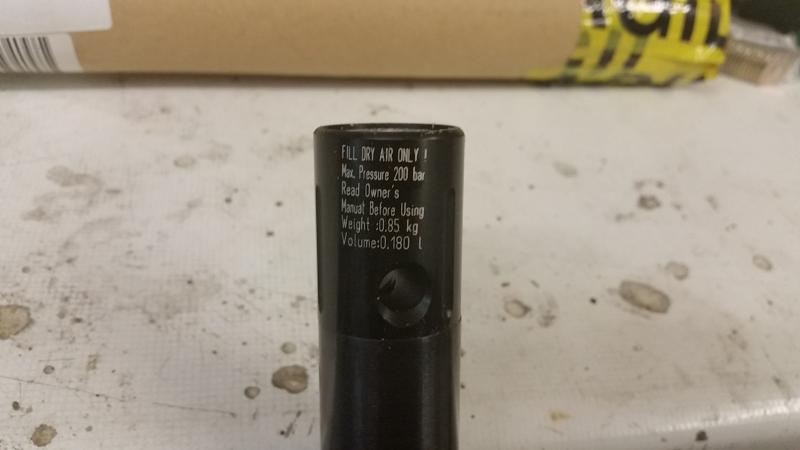 FILL DRY AIR ONLY !
Max. Pressure 200 bar
Read Owner's
Manual Before Using
Weight :0.85 kg
Volume:0.180 l